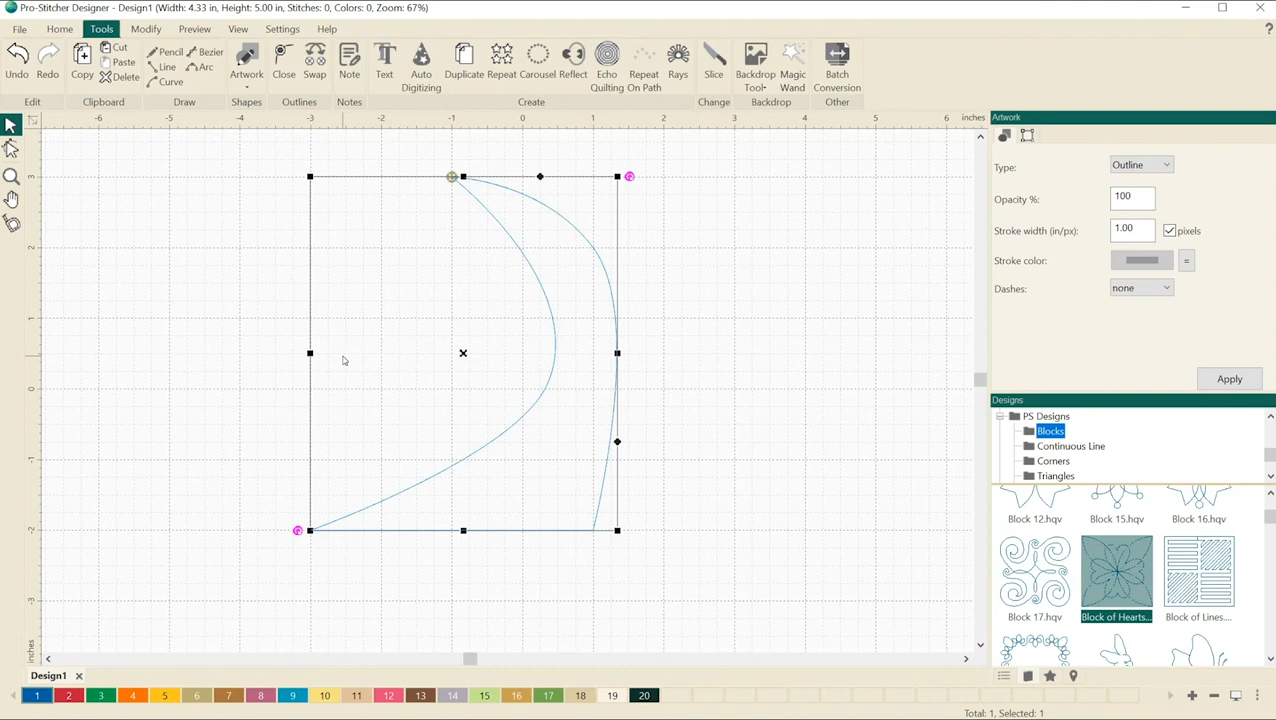 Pro-Stitcher Designer - Design1 (Width: 4.33 in, Height: 5.00 in, Stitches: 0, Colors: 0, Zoom: 67%)
File Home Tools Modify Preview View Settings Help
Undo Redo Copy Cut Paste Delete Pencil Line Curve Bezier Arc Artwork Close Swap Note Text Auto Digitizing Duplicate Repeat Carousel Reflect Echo Quilting Repeat On Path Rays Slice Backdrop Tool Magic Wand Batch Conversion
Edit Clipboard Draw Shapes Outlines Notes Create Change Backdrop Other
-6 -5 -4 -3 -2 -1 0 1 2 3 4 5 6 inches
3
2
1
0
-1
-2
-3
inches
Artwork
Type: Outline
Opacity %: 100
Stroke width (in/px): 1.00 pixels
Stroke color: =
Dashes: none
Apply
Designs
PS Designs
Blocks
Continuous Line
Corners
Triangles
Block 12.hqv Block 15.hqv Block 16.hqv
Block 17.hqv Block of Hearts... Block of Lines....
Design1
1 2 3 4 5 6 7 8 9 10 11 12 13 14 15 16 17 18 19 20
Total: 1, Selected: 1